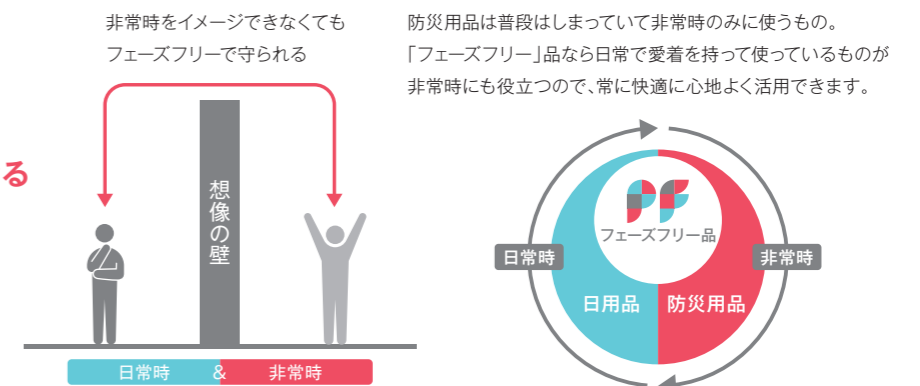 非常時をイメージできなくても
フェーズフリーで守られる
る
想像の壁
日常時 & 非常時
防災用品は普段はしまっていて非常時のみに使うもの。
「フェーズフリー」品なら日常で愛着を持って使っているものが
非常時にも役立つので、常に快適に心地よく活用できます。
PF
フェーズフリー品
日常時
非常時
日用品
防災用品